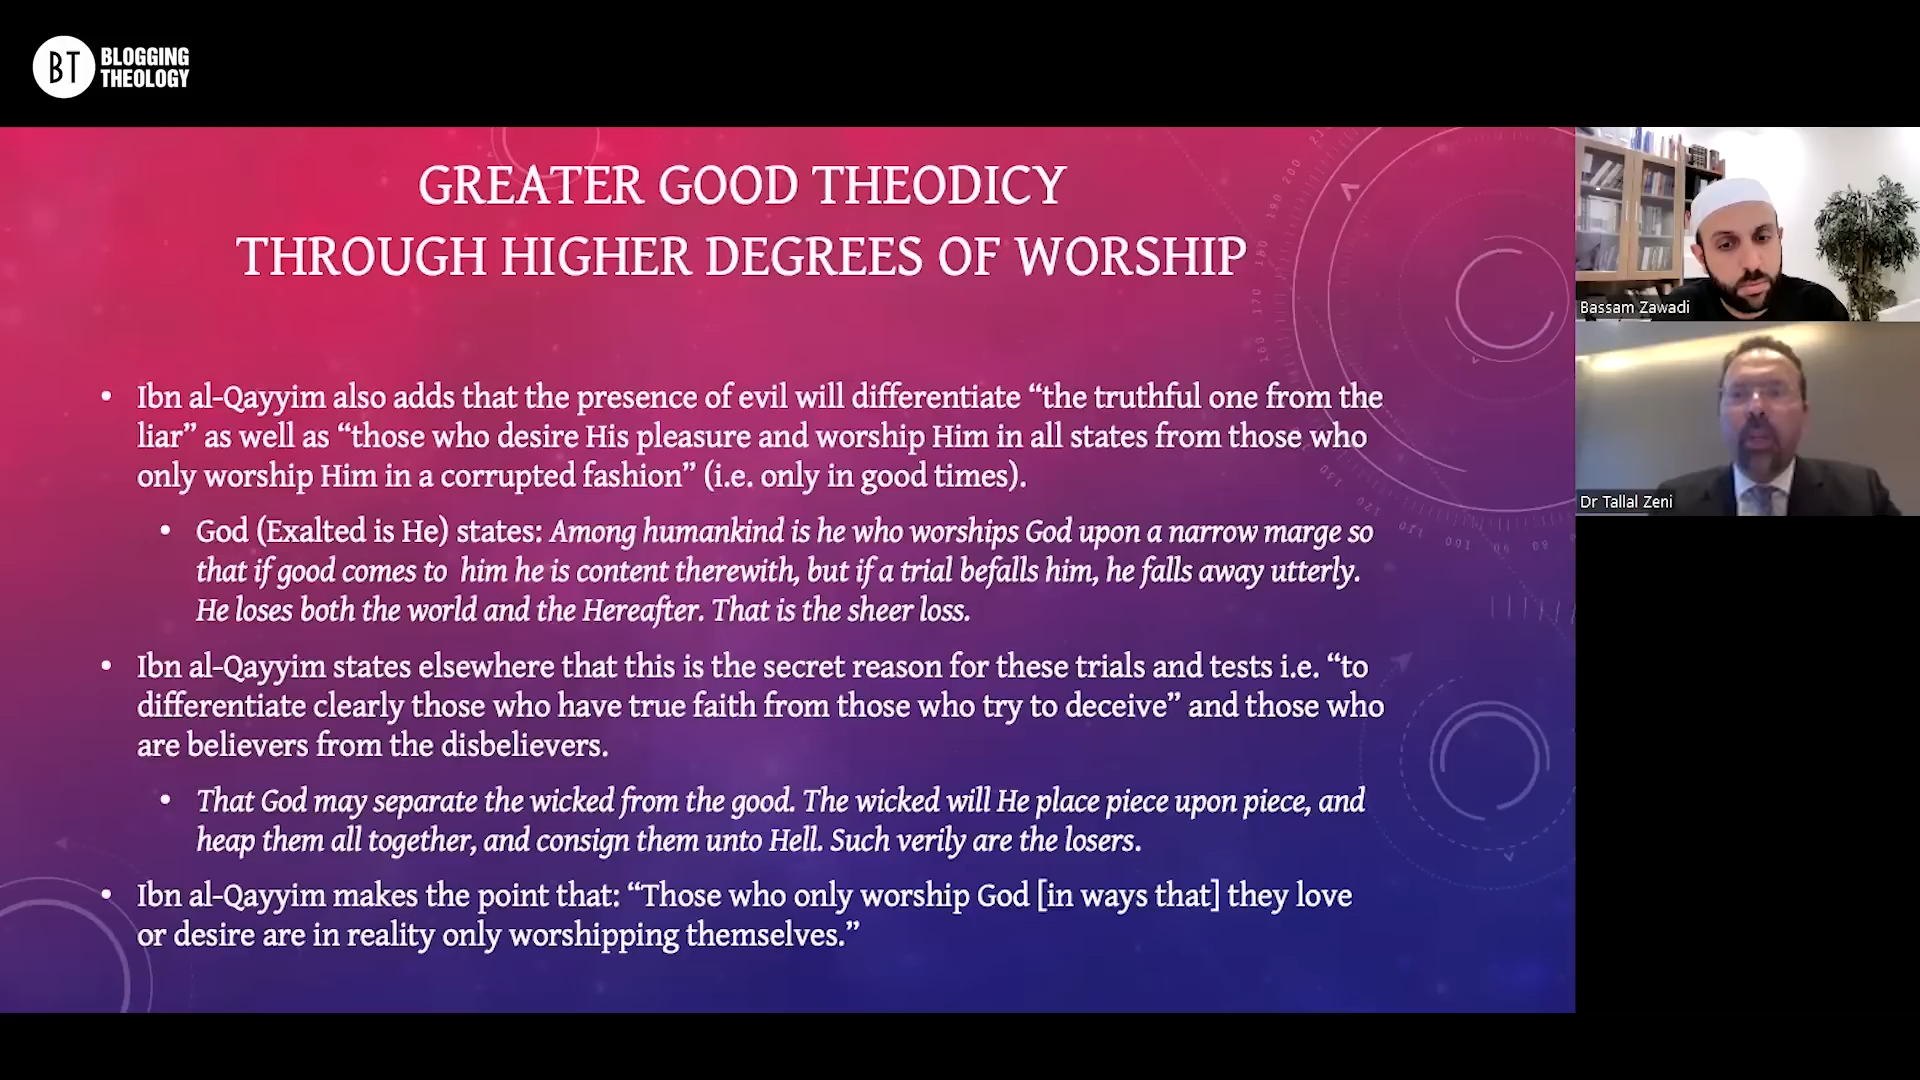 BT BLOGGING
THEOLOGY
GREATER GOOD THEODICY
THROUGH HIGHER DEGREES OF WORSHIP
• Ibn al-Qayyim also adds that the presence of evil will differentiate “the truthful one from the
liar” as well as “those who desire His pleasure and worship Him in all states from those who
only worship Him in a corrupted fashion” (i.e. only in good times).
• God (Exalted is He) states: Among humankind is he who worships God upon a narrow marge so
that if good comes to him he is content therewith, but if a trial befalls him, he falls away utterly.
He loses both the world and the Hereafter. That is the sheer loss.
• Ibn al-Qayyim states elsewhere that this is the secret reason for these trials and tests i.e. “to
differentiate clearly those who have true faith from those who try to deceive” and those who
are believers from the disbelievers.
• That God may separate the wicked from the good. The wicked will He place piece upon piece, and
heap them all together, and consign them unto Hell. Such verily are the losers.
• Ibn al-Qayyim makes the point that: “Those who only worship God [in ways that] they love
or desire are in reality only worshipping themselves.”
Bassam Zawadi
Dr Tallal Zeni